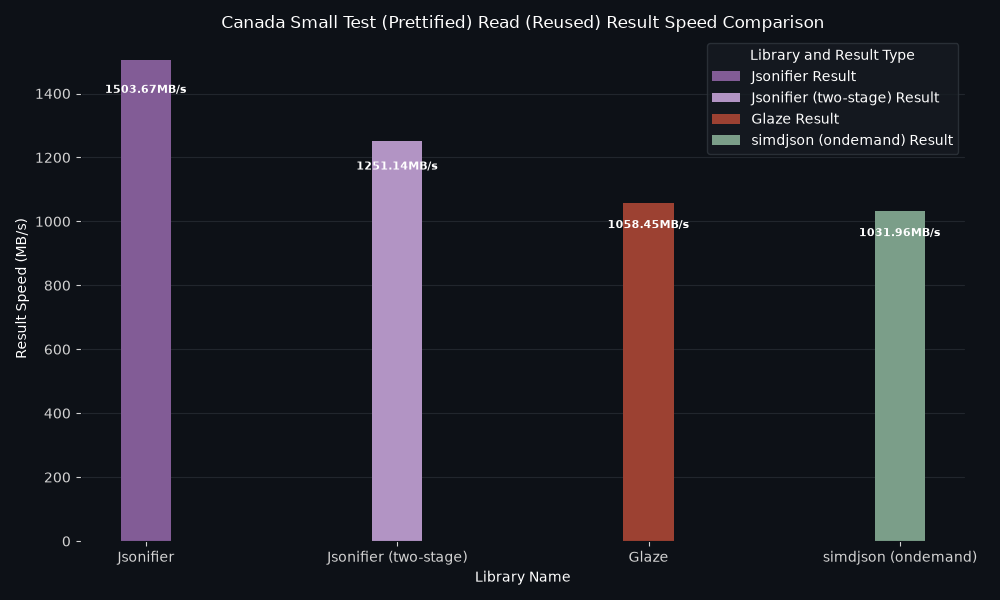 Canada Small Test (Prettified) Read (Reused) Result Speed Comparison
Library and Result Type
Jsonifier Result
Jsonifier (two-stage) Result
Glaze Result
simdjson (ondemand) Result
Result Speed (MB/s)
1400
1200
1000
800
600
400
200
0
1503.67MB/s
1251.14MB/s
1058.45MB/s
1031.96MB/s
Jsonifier
Jsonifier (two-stage)
Glaze
simdjson (ondemand)
Library Name